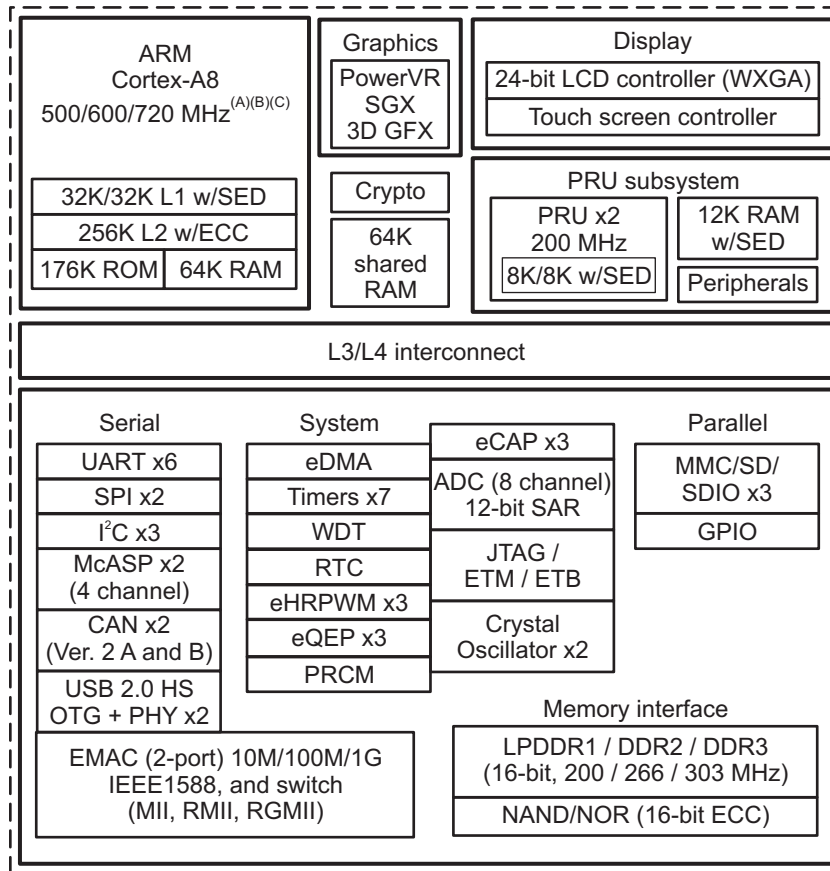 ARM
Cortex-A8
500/600/720 MHz(A)(B)(C)
32K/32K L1 w/SED
256K L2 w/ECC
176K ROM
64K RAM
Graphics
PowerVR
SGX
3D GFX
Crypto
64K
shared
RAM
Display
24-bit LCD controller (WXGA)
Touch screen controller
PRU subsystem
PRU x2
200 MHz
8K/8K w/SED
12K RAM
w/SED
Peripherals
L3/L4 interconnect
Serial
UART x6
SPI x2
I²C x3
McASP x2
(4 channel)
CAN x2
(Ver. 2 A and B)
USB 2.0 HS
OTG + PHY x2
EMAC (2-port) 10M/100M/1G
IEEE1588, and switch
(MII, RMII, RGMII)
System
eDMA
Timers x7
WDT
RTC
eHRPWM x3
eQEP x3
PRCM
eCAP x3
ADC (8 channel)
12-bit SAR
JTAG /
ETM / ETB
Crystal
Oscillator x2
Parallel
MMC/SD/
SDIO x3
GPIO
Memory interface
LPDDR1 / DDR2 / DDR3
(16-bit, 200 / 266 / 303 MHz)
NAND/NOR (16-bit ECC)